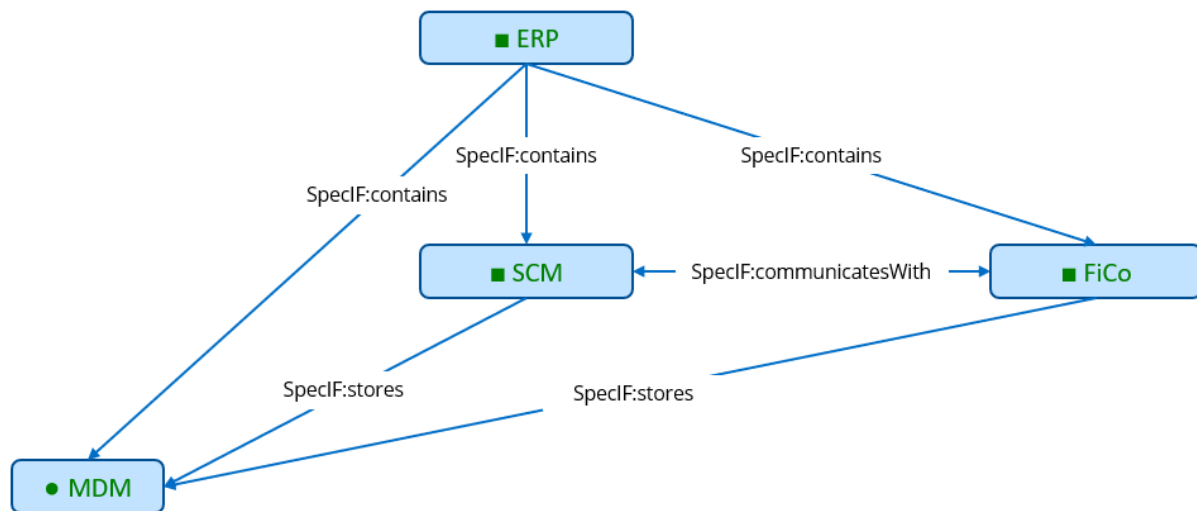 ■ ERP
SpecIF:contains
SpecIF:contains
SpecIF:contains
■ SCM
SpecIF:communicatesWith
■ FiCo
SpecIF:stores
SpecIF:stores
● MDM